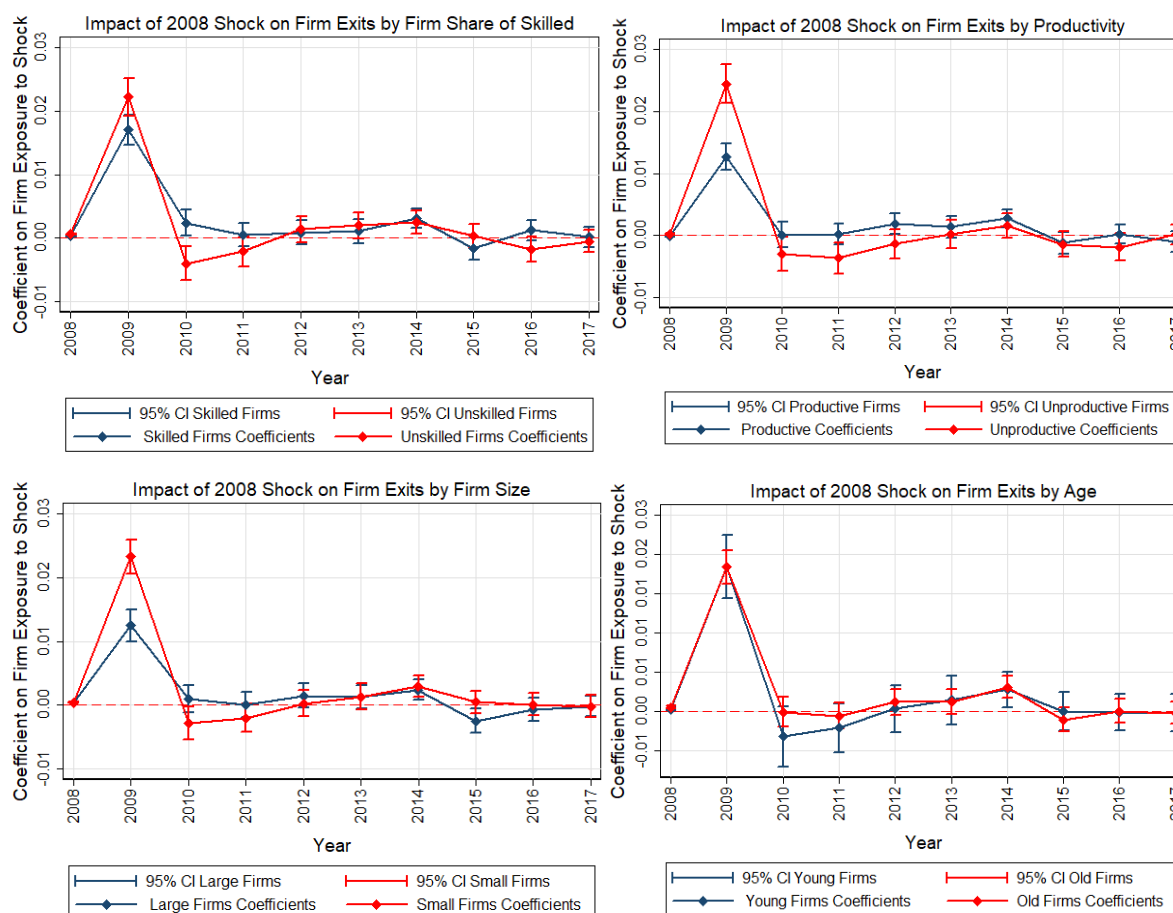 Impact of 2008 Shock on Firm Exits by Firm Share of Skilled
Coefficient on Firm Exposure to Shock
0.03
0.02
0.01
0.00
-0.01
2008 2009 2010 2011 2012 2013 2014 2015 2016 2017
Year
95% CI Skilled Firms 95% CI Unskilled Firms
Skilled Firms Coefficients Unskilled Firms Coefficients
Impact of 2008 Shock on Firm Exits by Productivity
Coefficient on Firm Exposure to Shock
0.03
0.02
0.01
0.00
-0.01
2008 2009 2010 2011 2012 2013 2014 2015 2016 2017
Year
95% CI Productive Firms 95% CI Unproductive Firms
Productive Coefficients Unproductive Coefficients
Impact of 2008 Shock on Firm Exits by Firm Size
Coefficient on Firm Exposure to Shock
0.03
0.02
0.01
0.00
-0.01
2008 2009 2010 2011 2012 2013 2014 2015 2016 2017
Year
95% CI Large Firms 95% CI Small Firms
Large Firms Coefficients Small Firms Coefficients
Impact of 2008 Shock on Firm Exits by Age
Coefficient on Firm Exposure to Shock
0.03
0.02
0.02
0.01
0.01
0.00
-0.01
2008 2009 2010 2011 2012 2013 2014 2015 2016 2017
Year
95% CI Young Firms 95% CI Old Firms
Young Firms Coefficients Old Firms Coefficients